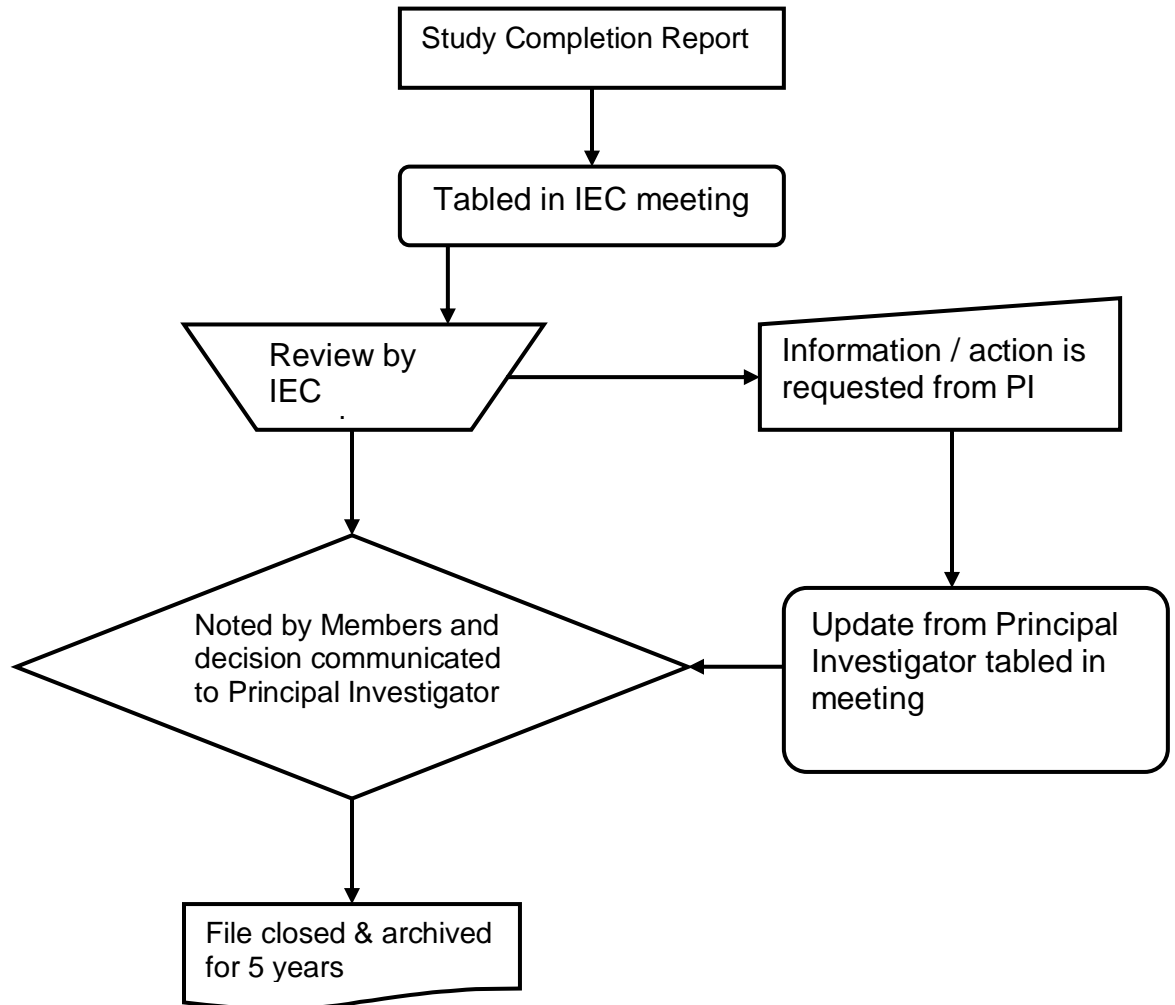 Study Completion Report
Tabled in IEC meeting
Review by
IEC
.
Information / action is
requested from PI
Noted by Members and
decision communicated
to Principal Investigator
Update from Principal
Investigator tabled in
meeting
File closed & archived
for 5 years